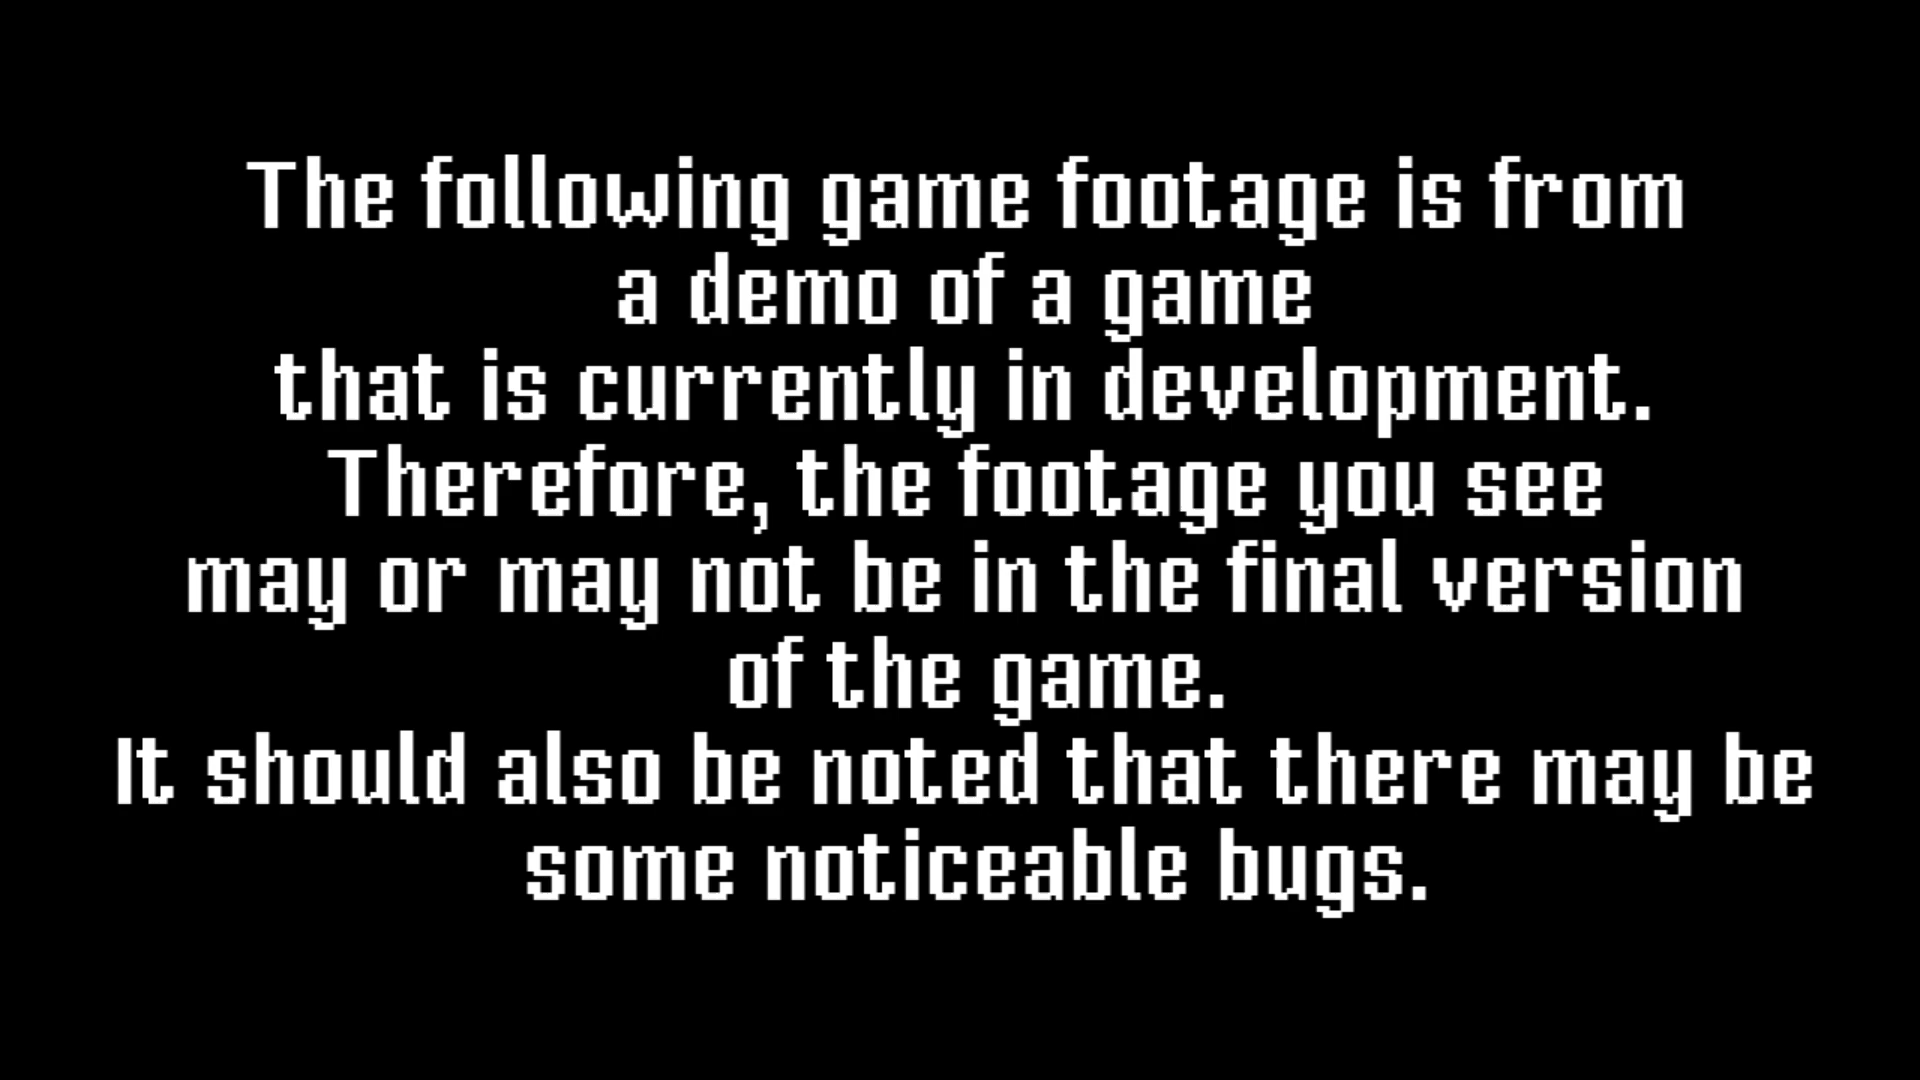 The following game footage is from
a demo of a game
that is currently in development.
Therefore, the footage you see
may or may not be in the final version
of the game.
It should also be noted that there may be
some noticeable bugs.